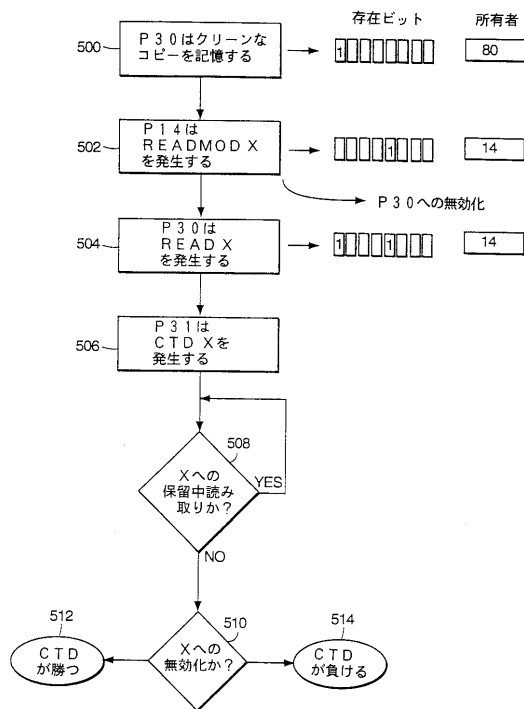 存在ビット
所有者
500
P30はクリーンな
コピーを記憶する
1
80
502
P14は
READMOD X
を発生する
1
14
P30への無効化
504
P30は
READ X
を発生する
1 1
14
506
P31は
CTD Xを
発生する
508
Xへの
保留中読み
取りか?
YES
NO
512
CTD
が勝つ
510
Xへの
無効化か?
514
CTD
が負ける